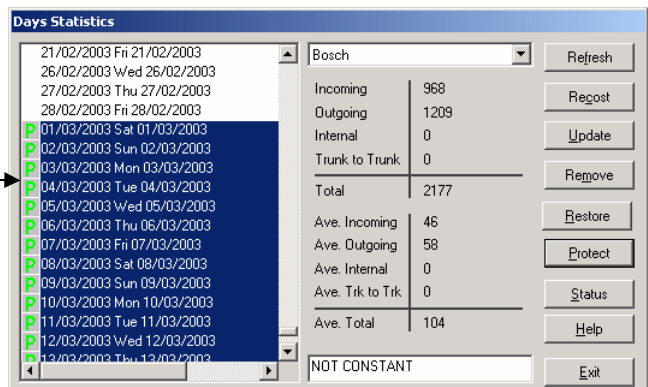 Days Statistics
21/02/2003 Fri 21/02/2003
26/02/2003 Wed 26/02/2003
27/02/2003 Thu 27/02/2003
28/02/2003 Fri 28/02/2003
P 01/03/2003 Sat 01/03/2003
P 02/03/2003 Sun 02/03/2003
P 03/03/2003 Mon 03/03/2003
P 04/03/2003 Tue 04/03/2003
P 05/03/2003 Wed 05/03/2003
P 06/03/2003 Thu 06/03/2003
P 07/03/2003 Fri 07/03/2003
P 08/03/2003 Sat 08/03/2003
P 09/03/2003 Sun 09/03/2003
P 10/03/2003 Mon 10/03/2003
P 11/03/2003 Tue 11/03/2003
P 12/03/2003 Wed 12/03/2003
P 13/03/2003 Thu 13/03/2003
Bosch
Incoming 968
Outgoing 1209
Internal 0
Trunk to Trunk 0
Total 2177
Ave. Incoming 46
Ave. Outgoing 58
Ave. Internal 0
Ave. Trk to Trk 0
Ave. Total 104
NOT CONSTANT
Refresh
Recost
Update
Remove
Restore
Protect
Status
Help
Exit